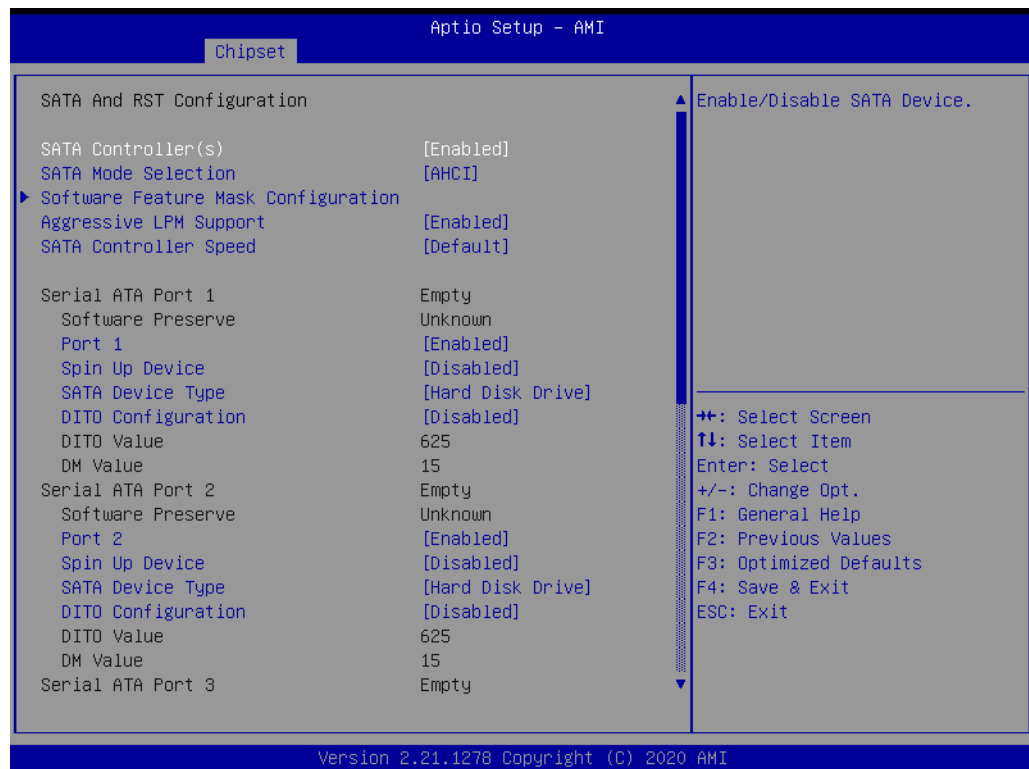 Aptio Setup - AMI
Chipset
SATA And RST Configuration
SATA Controller(s) [Enabled]
SATA Mode Selection [AHCI]
Software Feature Mask Configuration
Aggressive LPM Support [Enabled]
SATA Controller Speed [Default]
Serial ATA Port 1 Empty
Software Preserve Unknown
Port 1 [Enabled]
Spin Up Device [Disabled]
SATA Device Type [Hard Disk Drive]
DITO Configuration [Disabled]
DITO Value 625
DM Value 15
Serial ATA Port 2 Empty
Software Preserve Unknown
Port 2 [Enabled]
Spin Up Device [Disabled]
SATA Device Type [Hard Disk Drive]
DITO Configuration [Disabled]
DITO Value 625
DM Value 15
Serial ATA Port 3 Empty
Enable/Disable SATA Device.
→←: Select Screen
↑↓: Select Item
Enter: Select
+/-: Change Opt.
F1: General Help
F2: Previous Values
F3: Optimized Defaults
F4: Save & Exit
ESC: Exit
Version 2.21.1278 Copyright (C) 2020 AMI